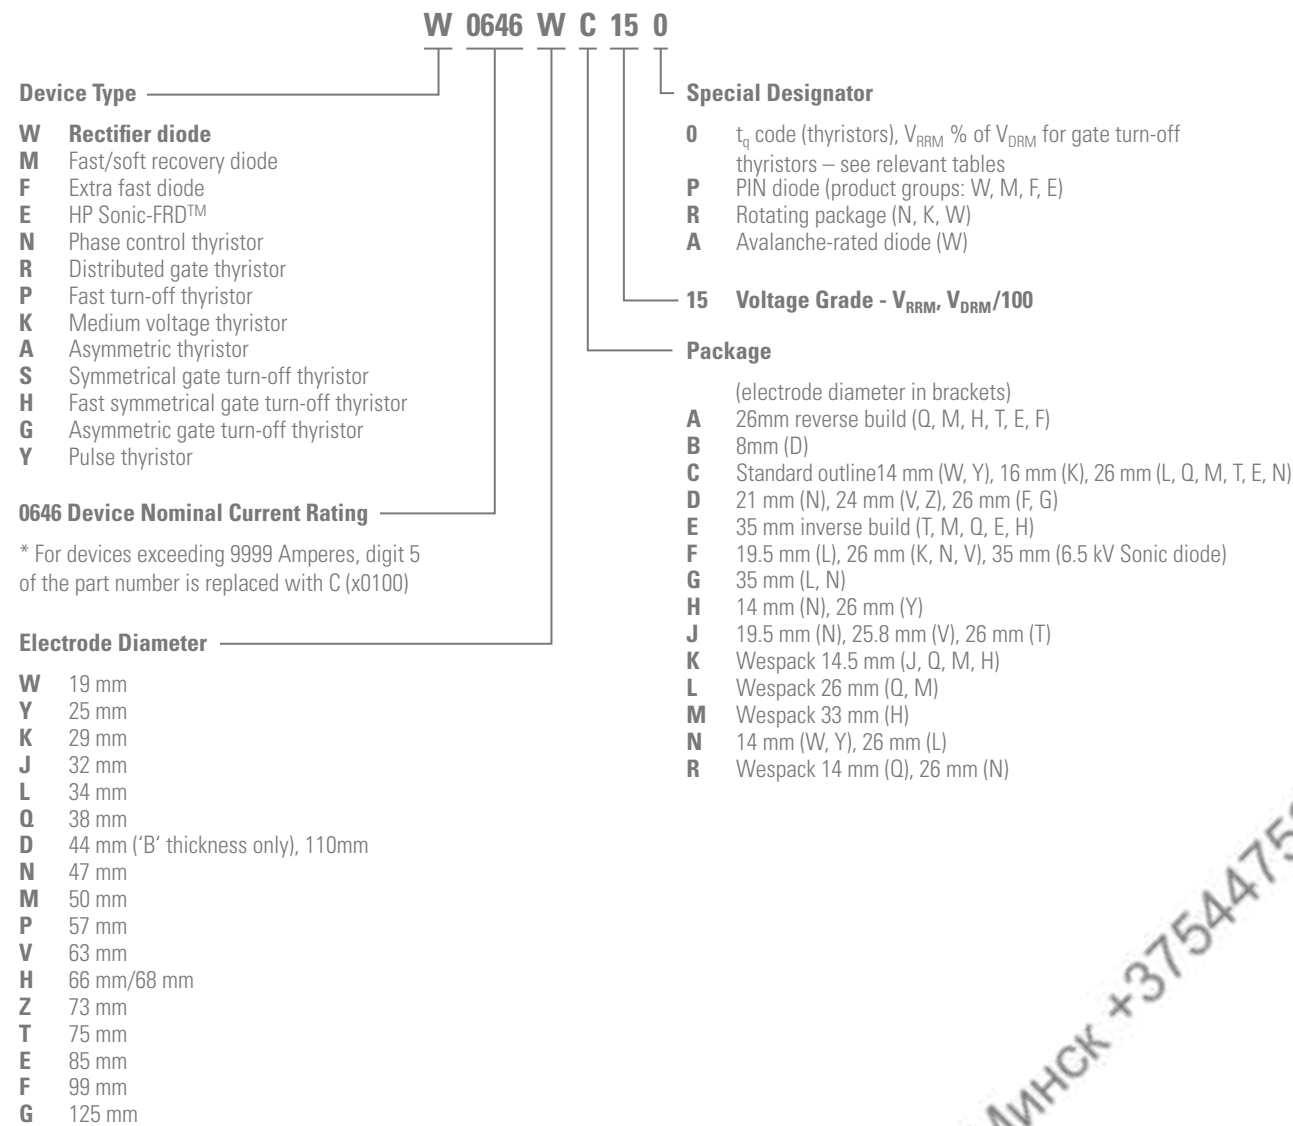 W 0646 W C 15 0
Device Type
W Rectifier diode
M Fast/soft recovery diode
F Extra fast diode
E HP Sonic-FRD™
N Phase control thyristor
R Distributed gate thyristor
P Fast turn-off thyristor
K Medium voltage thyristor
A Asymmetric thyristor
S Symmetrical gate turn-off thyristor
H Fast symmetrical gate turn-off thyristor
G Asymmetric gate turn-off thyristor
Y Pulse thyristor
0646 Device Nominal Current Rating
* For devices exceeding 9999 Amperes, digit 5
of the part number is replaced with C (x0100)
Electrode Diameter
W 19 mm
Y 25 mm
K 29 mm
J 32 mm
L 34 mm
Q 38 mm
D 44 mm (‘B’ thickness only), 110mm
N 47 mm
M 50 mm
P 57 mm
V 63 mm
H 66 mm/68 mm
Z 73 mm
T 75 mm
E 85 mm
F 99 mm
G 125 mm
Special Designator
0 tq code (thyristors), VRRM % of VDRM for gate turn-off
thyristors – see relevant tables
P PIN diode (product groups: W, M, F, E)
R Rotating package (N, K, W)
A Avalanche-rated diode (W)
15 Voltage Grade - VRRM, VDRM/100
Package
(electrode diameter in brackets)
A 26mm reverse build (Q, M, H, T, E, F)
B 8mm (D)
C Standard outline14 mm (W, Y), 16 mm (K), 26 mm (L, Q, M, T, E, N)
D 21 mm (N), 24 mm (V, Z), 26 mm (F, G)
E 35 mm inverse build (T, M, Q, E, H)
F 19.5 mm (L), 26 mm (K, N, V), 35 mm (6.5 kV Sonic diode)
G 35 mm (L, N)
H 14 mm (N), 26 mm (Y)
J 19.5 mm (N), 25.8 mm (V), 26 mm (T)
K Wespack 14.5 mm (J, Q, M, H)
L Wespack 26 mm (Q, M)
M Wespack 33 mm (H)
N 14 mm (W, Y), 26 mm (L)
R Wespack 14 mm (Q), 26 mm (N)
Минск +3754475